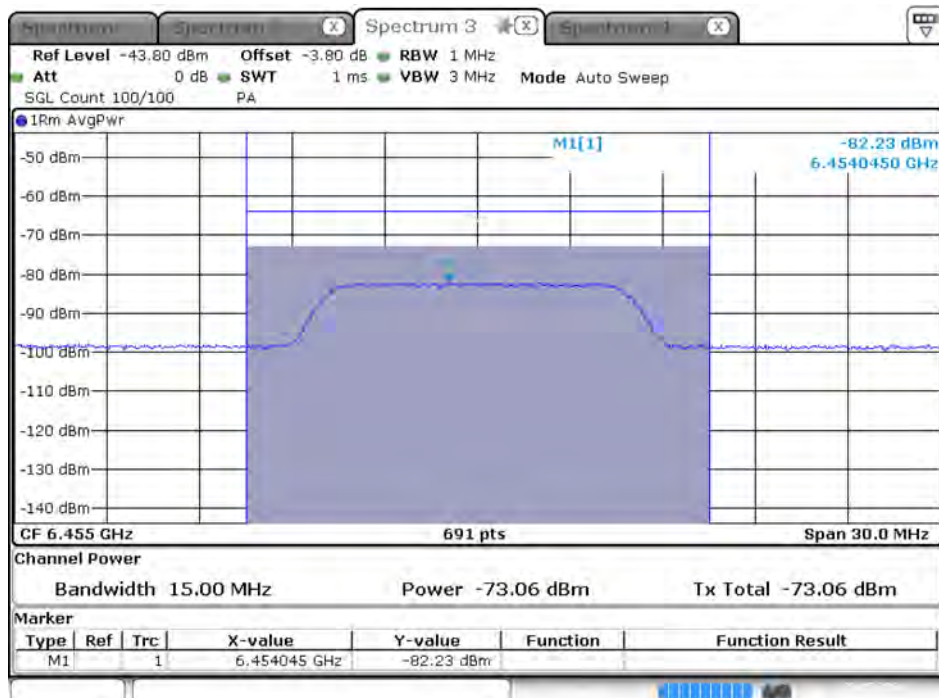 Spectrum 3
Ref Level -43.80 dBm Offset -3.80 dB RBW 1 MHz
Att 0 dB SWT 1 ms VBW 3 MHz Mode Auto Sweep
SGL Count 100/100 PA
1Rm AvgPwr
M1[1] -82.23 dBm
6.4540450 GHz
-50 dBm
-60 dBm
-70 dBm
-80 dBm
-90 dBm
-100 dBm
-110 dBm
-120 dBm
-130 dBm
-140 dBm
CF 6.455 GHz 691 pts Span 30.0 MHz
Channel Power
Bandwidth 15.00 MHz Power -73.06 dBm Tx Total -73.06 dBm
Marker
Type Ref Trc X-value Y-value Function Function Result
M1 1 6.454045 GHz -82.23 dBm